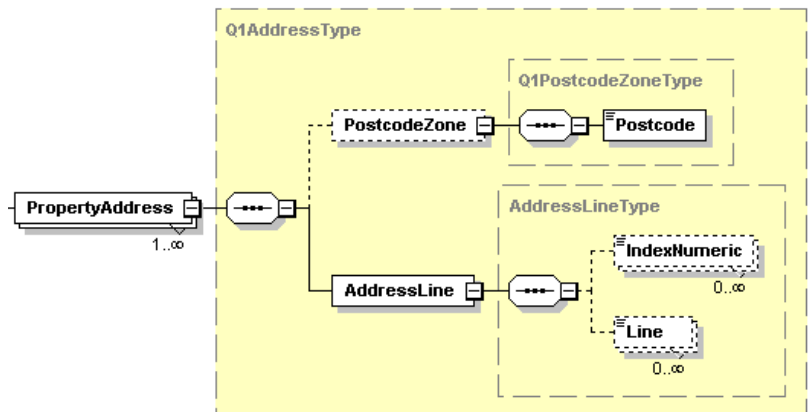 Q1AddressType
Q1PostcodeZoneType
PostcodeZone
Postcode
PropertyAddress
1..∞
AddressLineType
IndexNumeric
0..∞
AddressLine
Line
0..∞